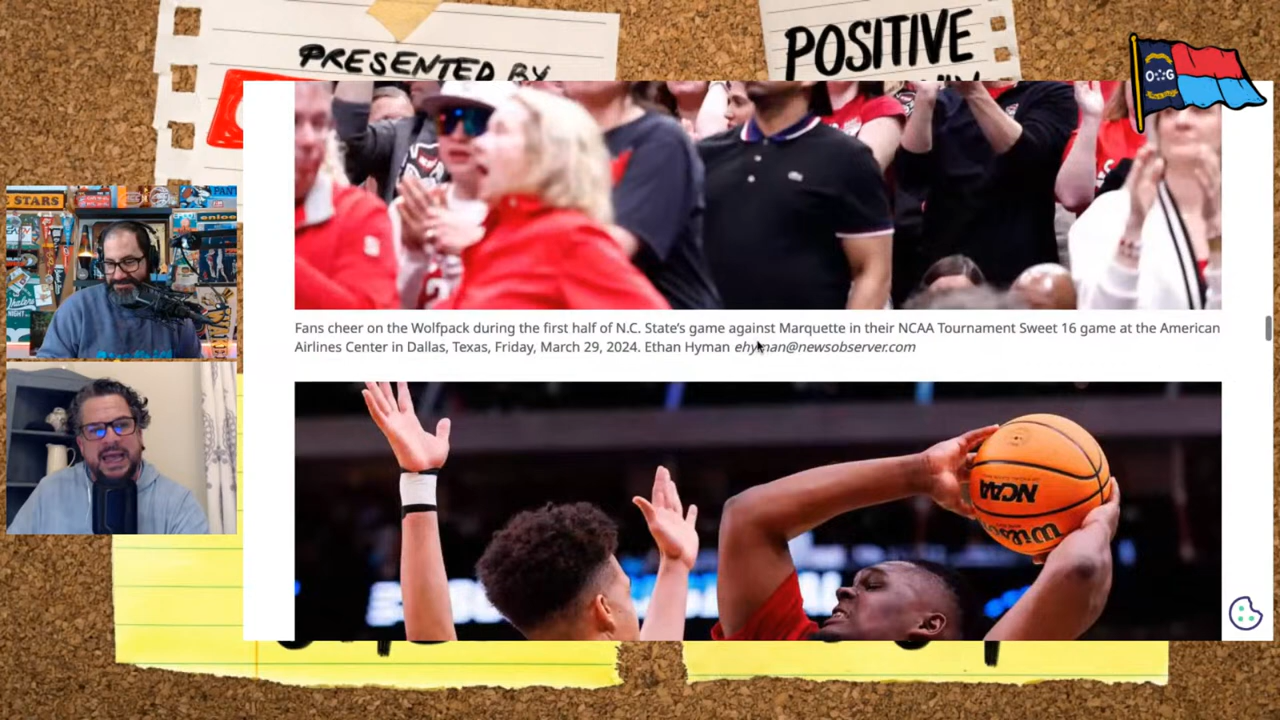 PRESENTED BY
POSITIVE
OG
E STARS
Fans cheer on the Wolfpack during the first half of N.C. State's game against Marquette in their NCAA Tournament Sweet 16 game at the American
Airlines Center in Dallas, Texas, Friday, March 29, 2024. Ethan Hyman ehyman@newsobserver.com
NCAA
Wilson